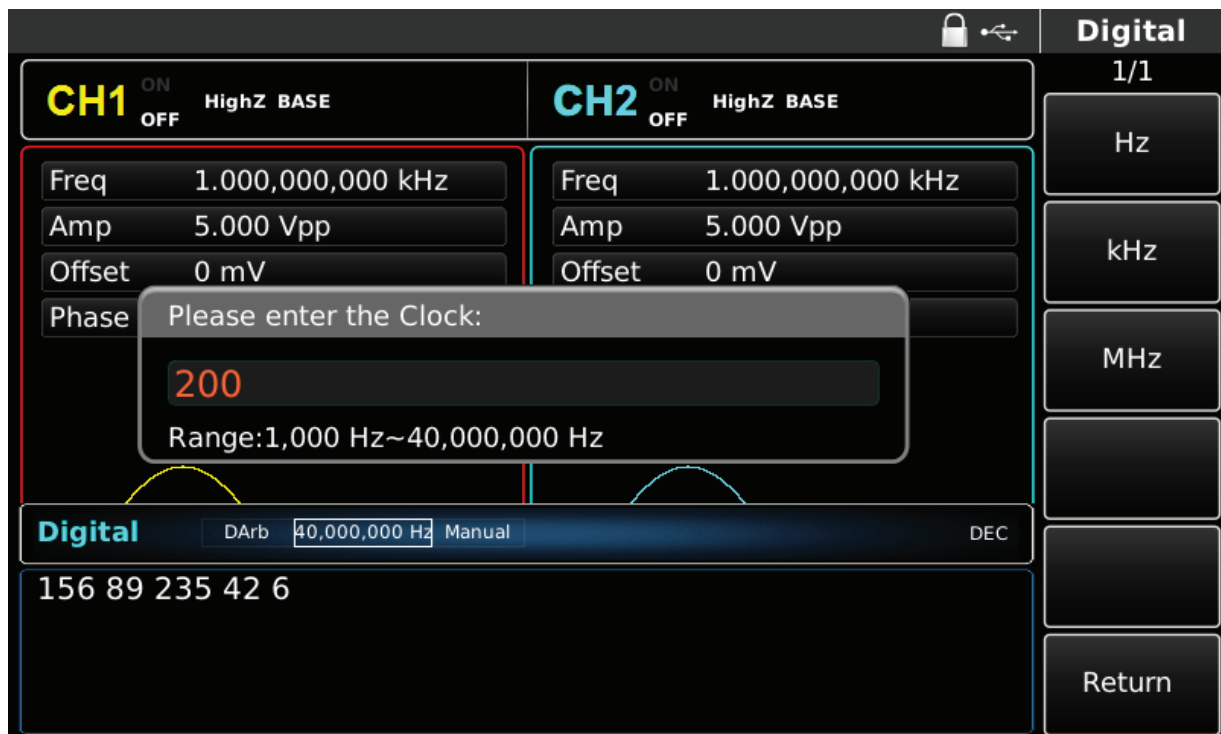 Digital
1/1
CH1 ON OFF HighZ BASE
CH2 ON OFF HighZ BASE
Freq 1.000,000,000 kHz
Amp 5.000 Vpp
Offset 0 mV
Phase
Freq 1.000,000,000 kHz
Amp 5.000 Vpp
Offset 0 mV
Please enter the Clock:
200
Range:1,000 Hz~40,000,000 Hz
Digital DArb 40,000,000 Hz Manual DEC
156 89 235 42 6
Hz
kHz
MHz
Return